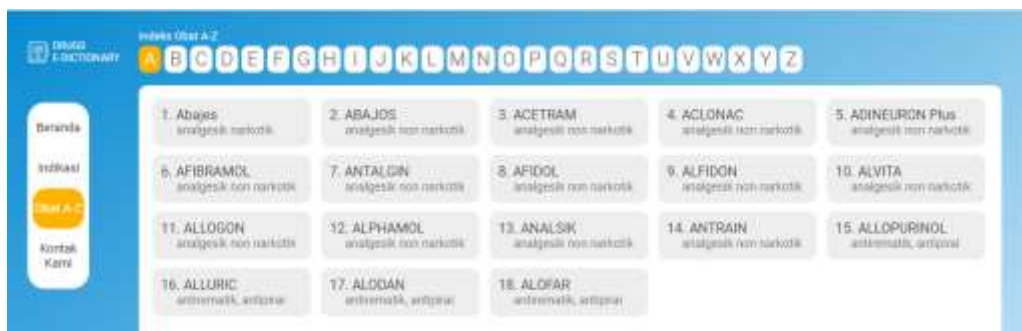 DRUGS
E-DICTIONARY
Indeks Obat A-Z
A B C D E F G H I J K L M N O P Q R S T U V W X Y Z
Beranda
Indikasi
Obat A-Z
Kontak
Kami
1. Abajes
analgesik narkotik
2. ABAJOS
analgesik non narkotik
3. ACETRAM
analgesik non narkotik
4. ACLONAC
analgesik non narkotik
5. ADINEURON Plus
analgesik non narkotik
6. AFIBRAMOL
analgesik non narkotik
7. ANTALGIN
analgesik non narkotik
8. AFIDOL
analgesik non narkotik
9. ALFIDON
analgesik non narkotik
10. ALVITA
analgesik non narkotik
11. ALLOGON
analgesik non narkotik
12. ALPHAMOL
analgesik non narkotik
13. ANALSIK
analgesik non narkotik
14. ANTRAIN
analgesik non narkotik
15. ALLOPURINOL
antirematik, antipirai
16. ALLURIC
antirematik, antipirai
17. ALODAN
antirematik, antipirai
18. ALOFAR
antirematik, antipirai